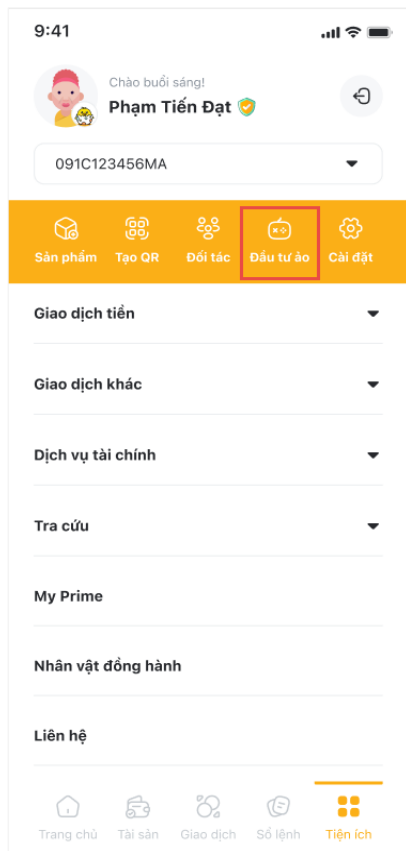 9:41
Chào buổi sáng!
Phạm Tiến Đạt
091C123456MA
Sản phẩm Tạo QR Đối tác Đầu tư ảo Cài đặt
Giao dịch tiền
Giao dịch khác
Dịch vụ tài chính
Tra cứu
My Prime
Nhân vật đồng hành
Liên hệ
Trang chủ Tài sản Giao dịch Sổ lệnh Tiện ích